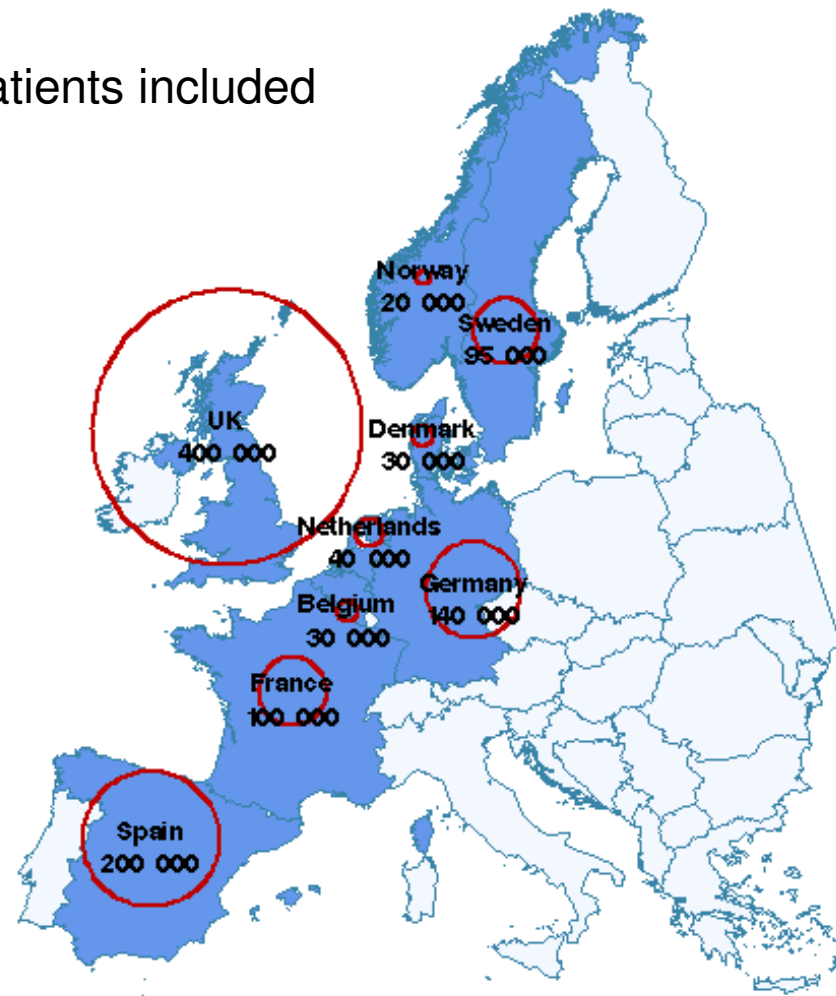 atients included
Norway
20 000
Sweden
95 000
UK
400 000
Denmark
30 000
Netherlands
40 000
Germany
140 000
Belgium
30 000
France
100 000
Spain
200 000